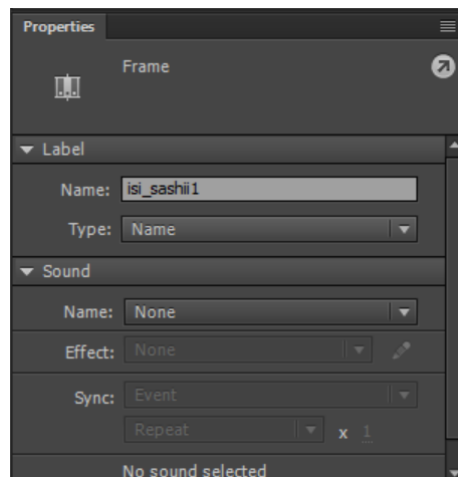 Properties
Frame
Label
Name: isi_sashii1
Type: Name
Sound
Name: None
Effect: None
Sync: Event
Repeat x 1
No sound selected